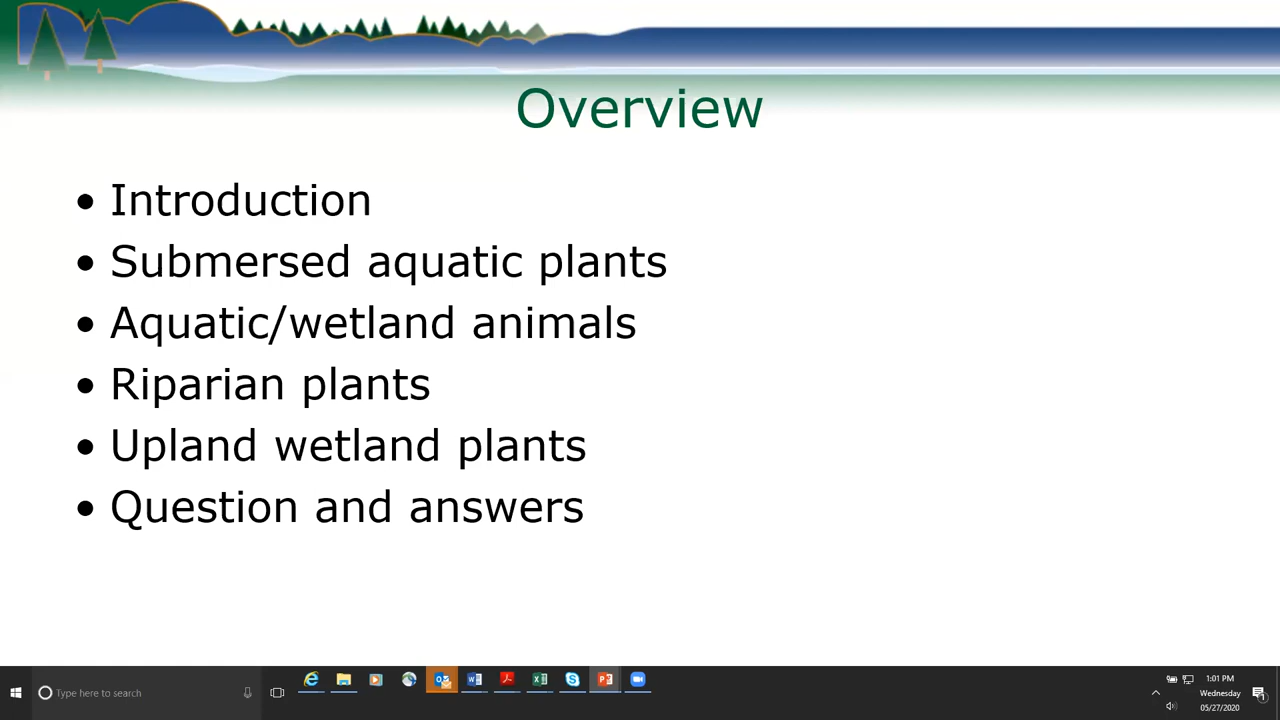 Overview
• Introduction
• Submersed aquatic plants
• Aquatic/wetland animals
• Riparian plants
• Upland wetland plants
• Question and answers
Type here to search
1:01 PM
Wednesday
05/27/2020